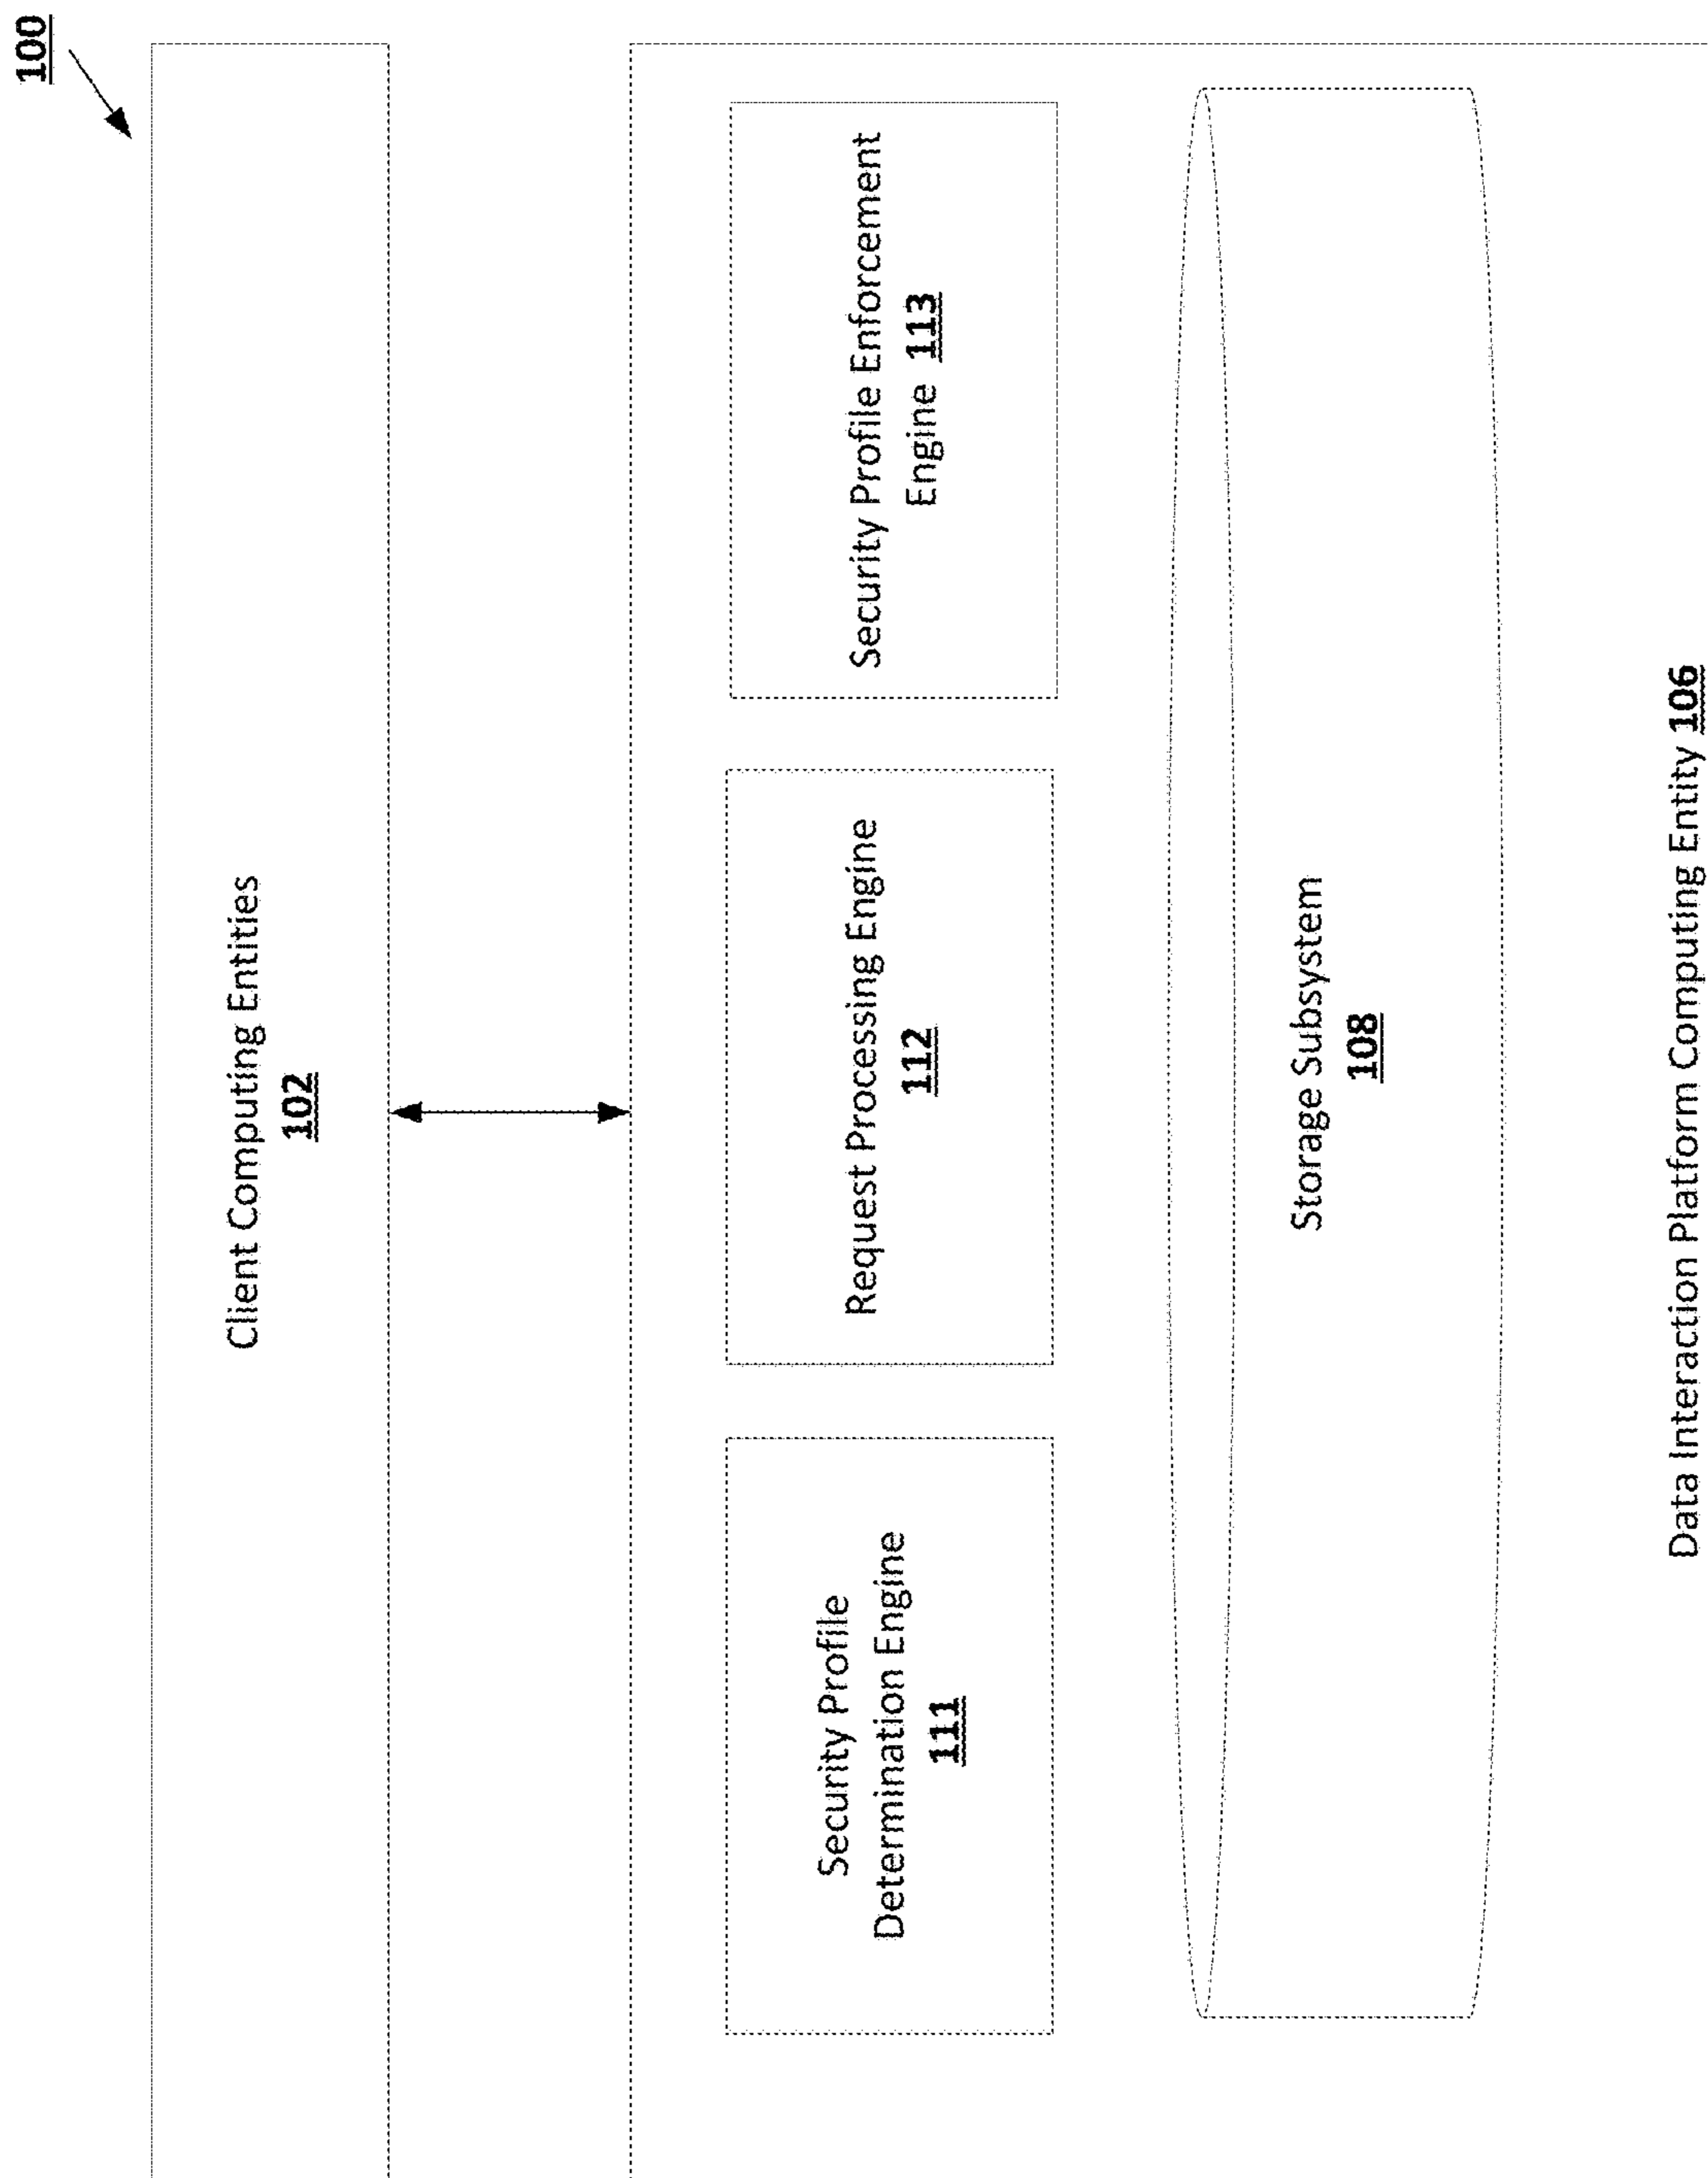 100
Client Computing Entities
102
Security Profile
Determination Engine
111
Request Processing Engine
112
Security Profile Enforcement
Engine 113
Storage Subsystem
108
Data Interaction Platform Computing Entity 106